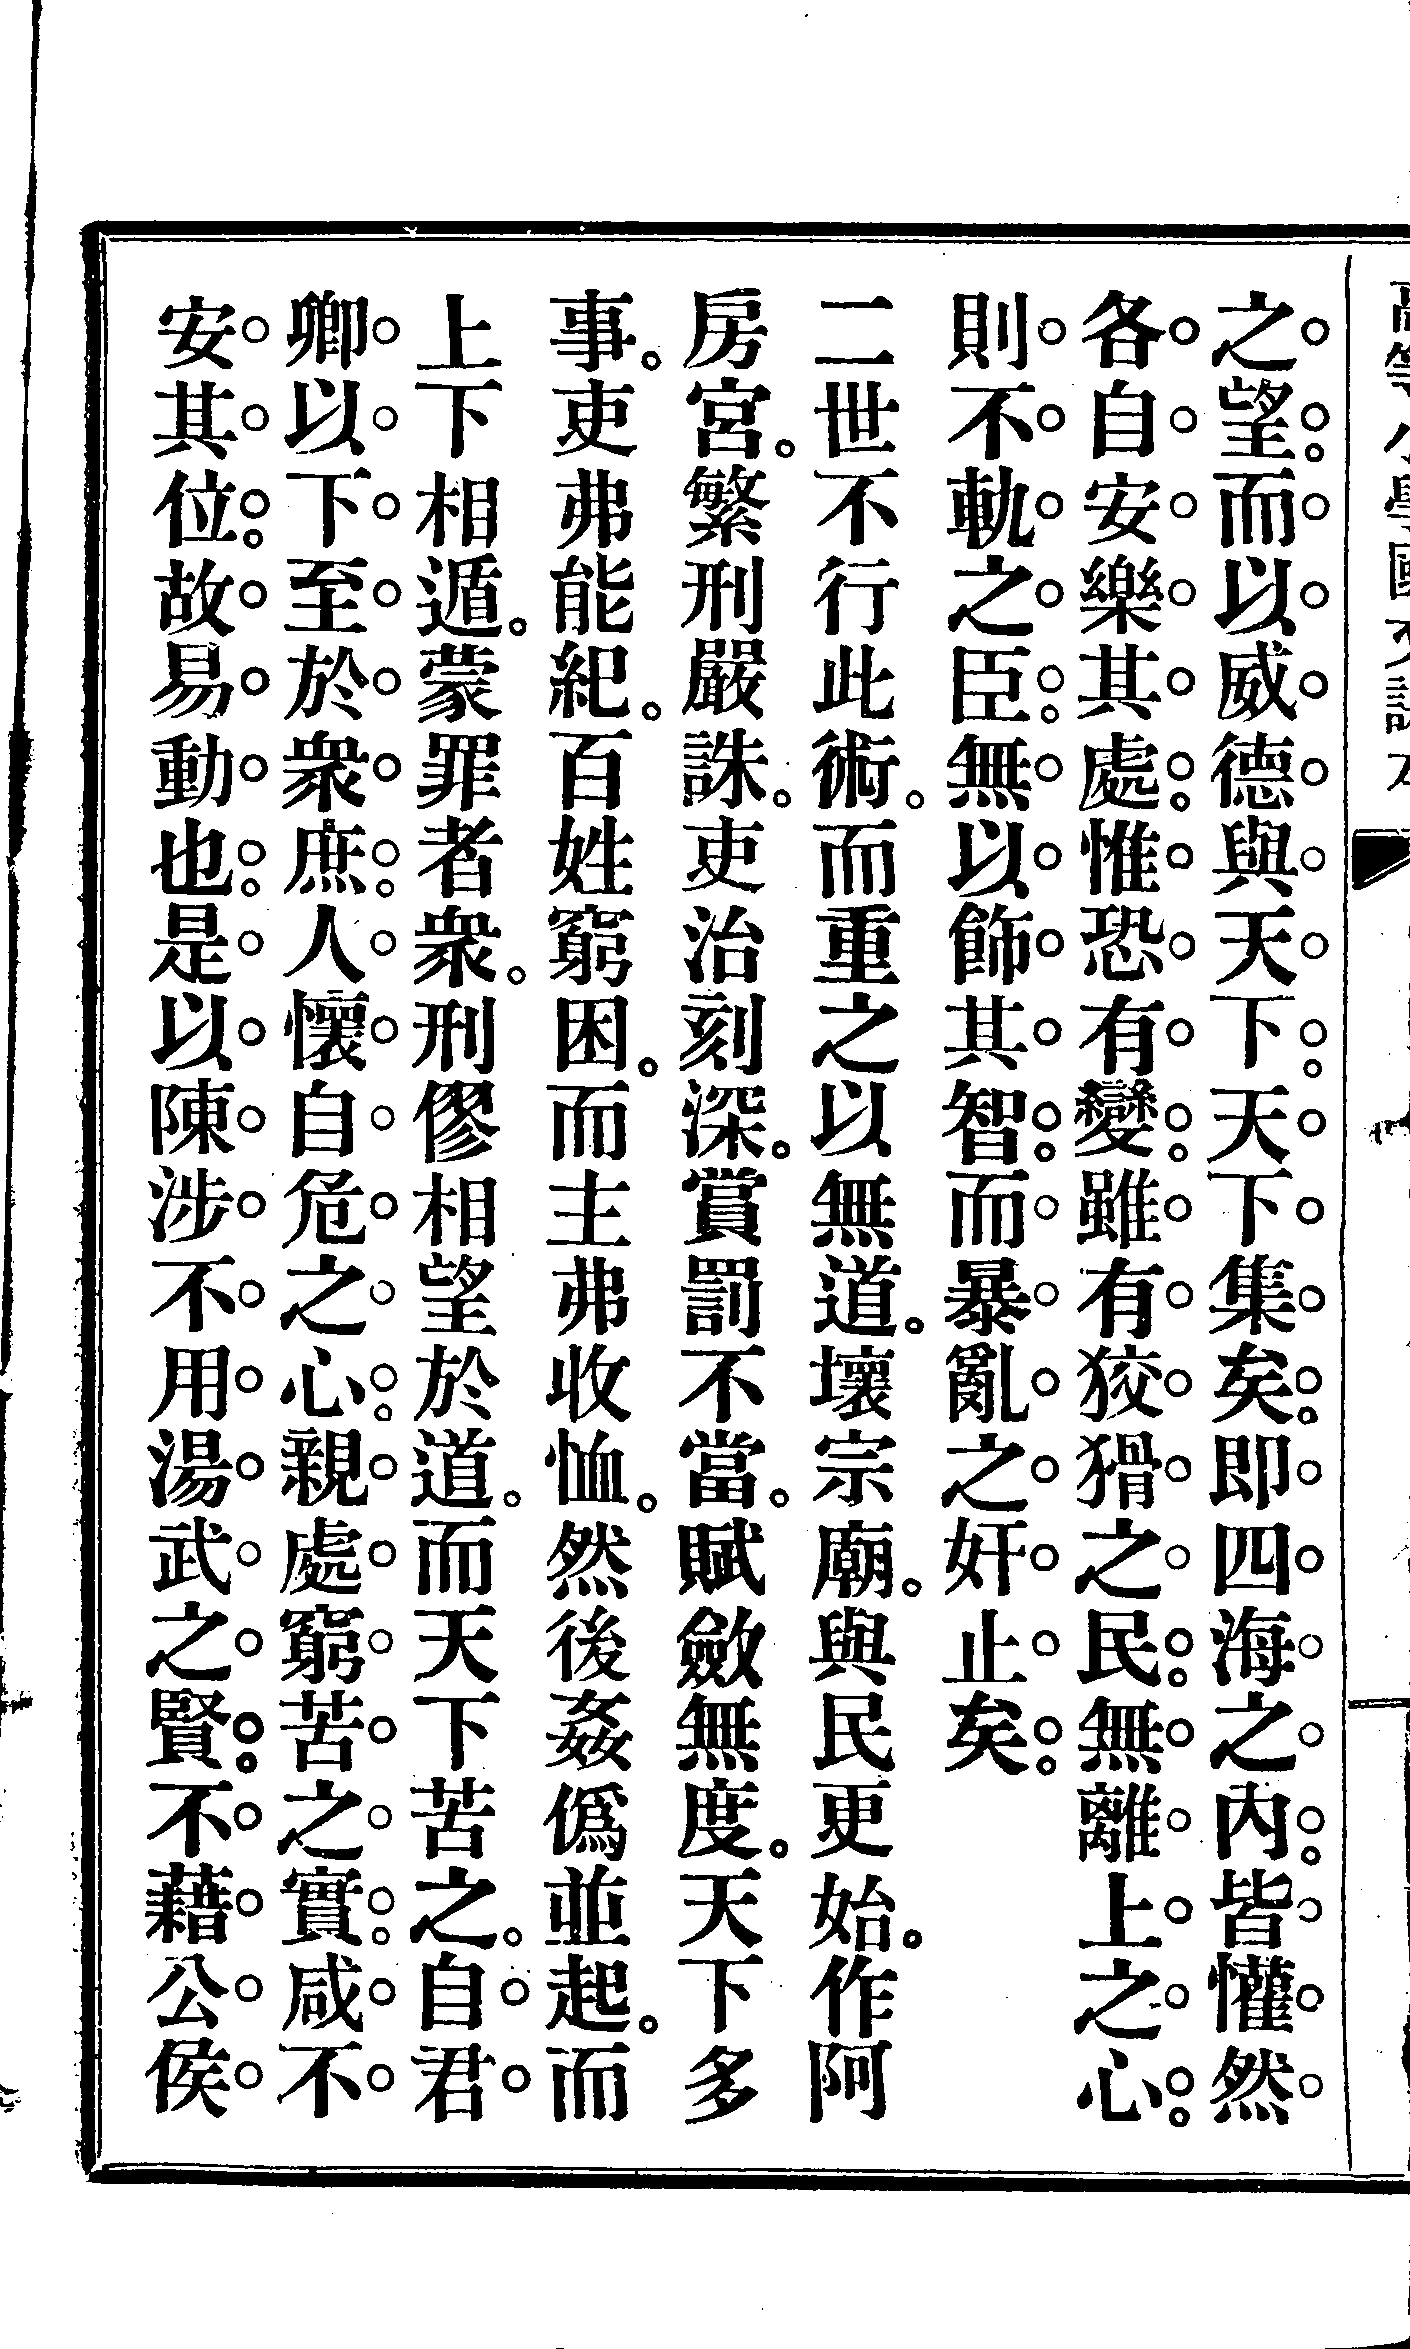 高等小學國文讀本
之望。而以威德與天下。天下集矣。即四海之內。皆懽然
各自安樂其處。惟恐有變。雖有狡猾之民。無離上之心。
則不軌之臣。無以飾其智。而暴亂之奸止矣。
二世不行此術。而重之以無道。壞宗廟。與民更始。作阿
房宮。繁刑嚴誅。吏治刻深。賞罰不當。賦斂無度。天下多
事。吏弗能紀。百姓窮困。而主弗收恤。然後姦僞並起。而
上下相遁。蒙罪者衆。刑僇相望於道。而天下苦之。自君
卿以下至於衆庶。人懷自危之心。親處窮苦之實。咸不
安其位。故易動也。是以陳涉不用湯武之賢。不藉公侯